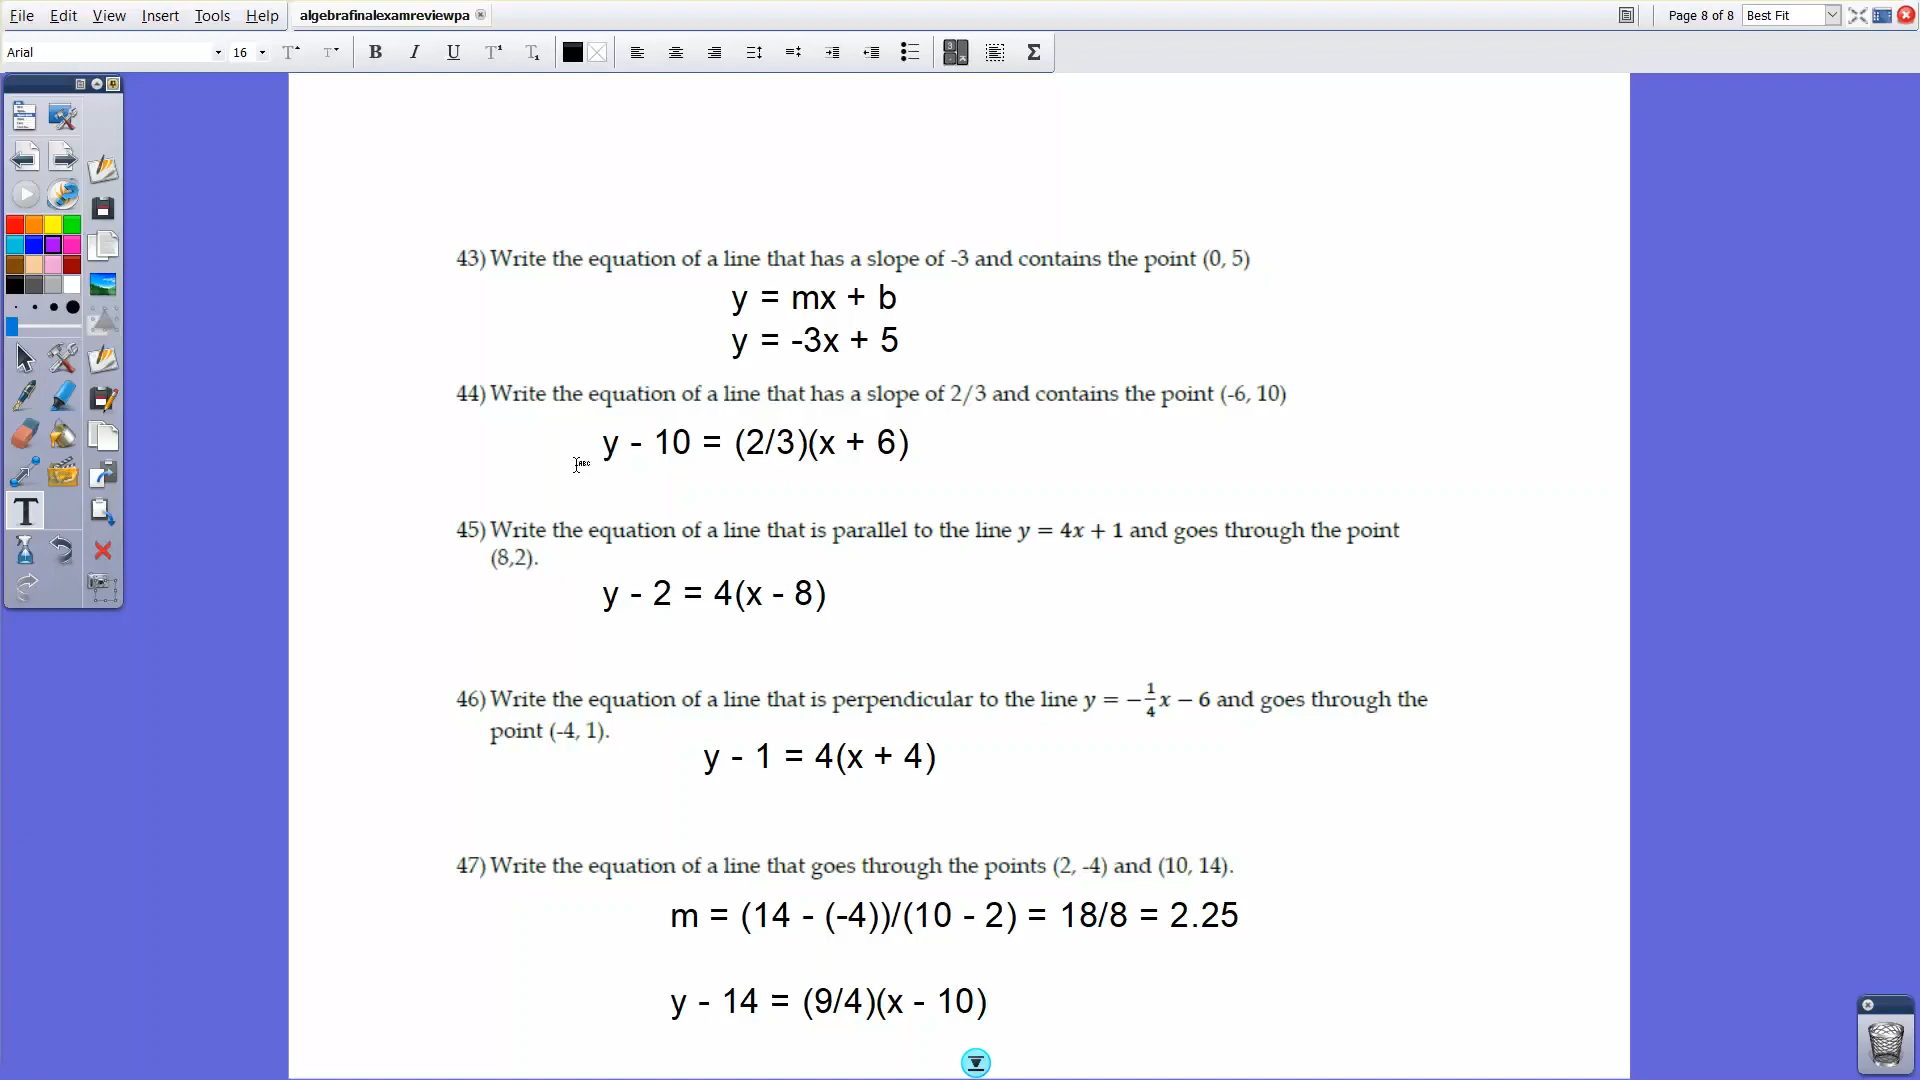 File Edit View Insert Tools Help
algebrafinalexamreviewpa
Page 8 of 8
Best Fit
Arial
16
B I U
43) Write the equation of a line that has a slope of -3 and contains the point (0, 5)
y = mx + b
y = -3x + 5
44) Write the equation of a line that has a slope of 2/3 and contains the point (-6, 10)
y - 10 = (2/3)(x + 6)
45) Write the equation of a line that is parallel to the line y = 4x + 1 and goes through the point
(8,2).
y - 2 = 4(x - 8)
46) Write the equation of a line that is perpendicular to the line y = −1/4x − 6 and goes through the
point (-4, 1).
y - 1 = 4(x + 4)
47) Write the equation of a line that goes through the points (2, -4) and (10, 14).
m = (14 - (-4))/(10 - 2) = 18/8 = 2.25
y - 14 = (9/4)(x - 10)